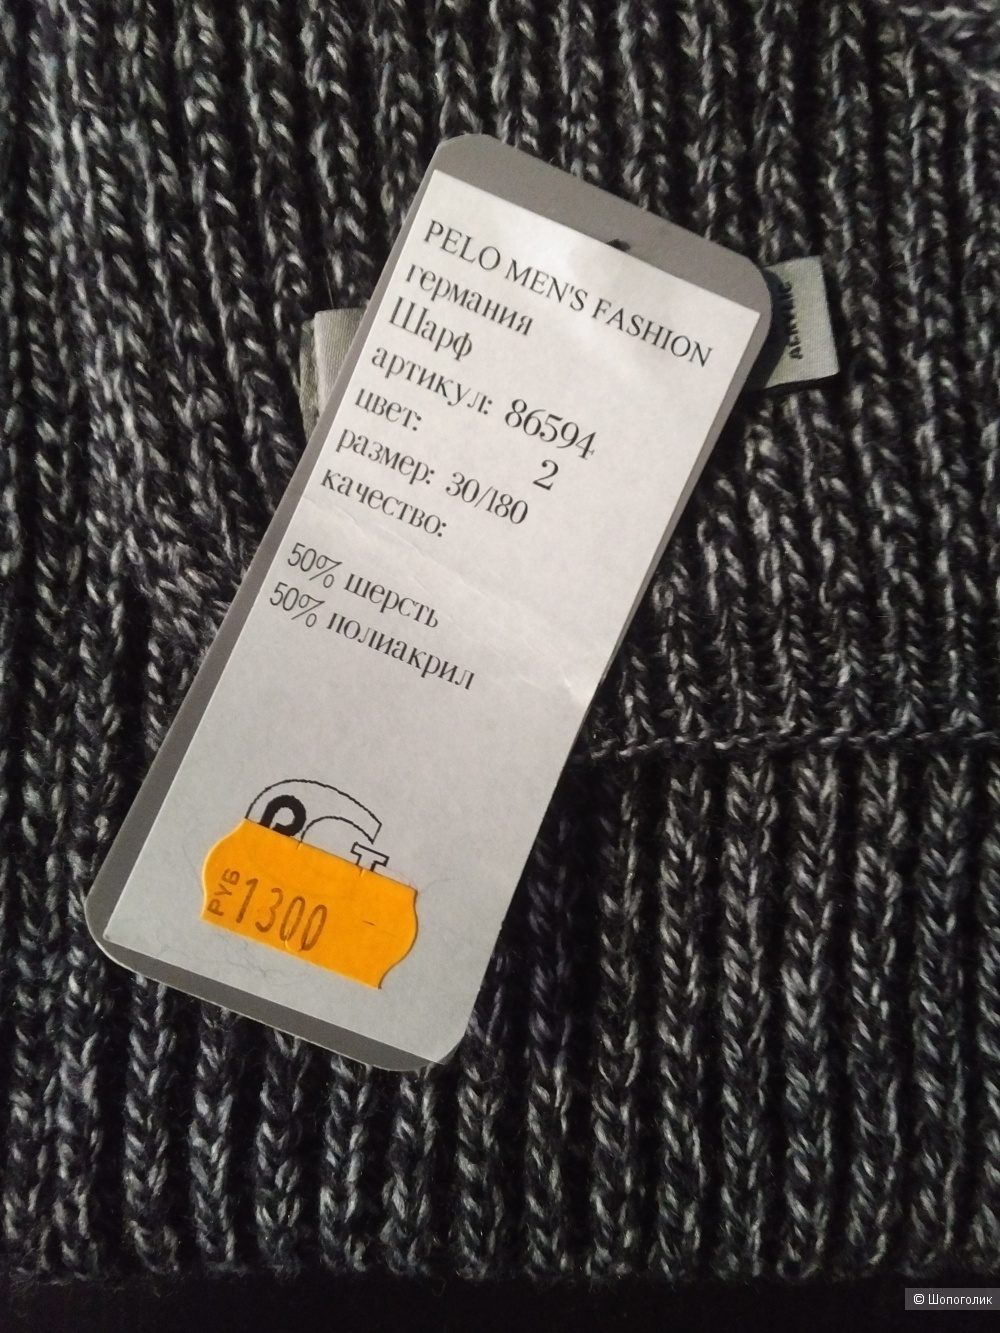 PELO MEN'S FASHION
германия
Шарф
артикул: 86594
цвет: 2
размер: 30/180
качество:
50% шерсть
50% полиакрил
РУБ 1300
© Шопоголик